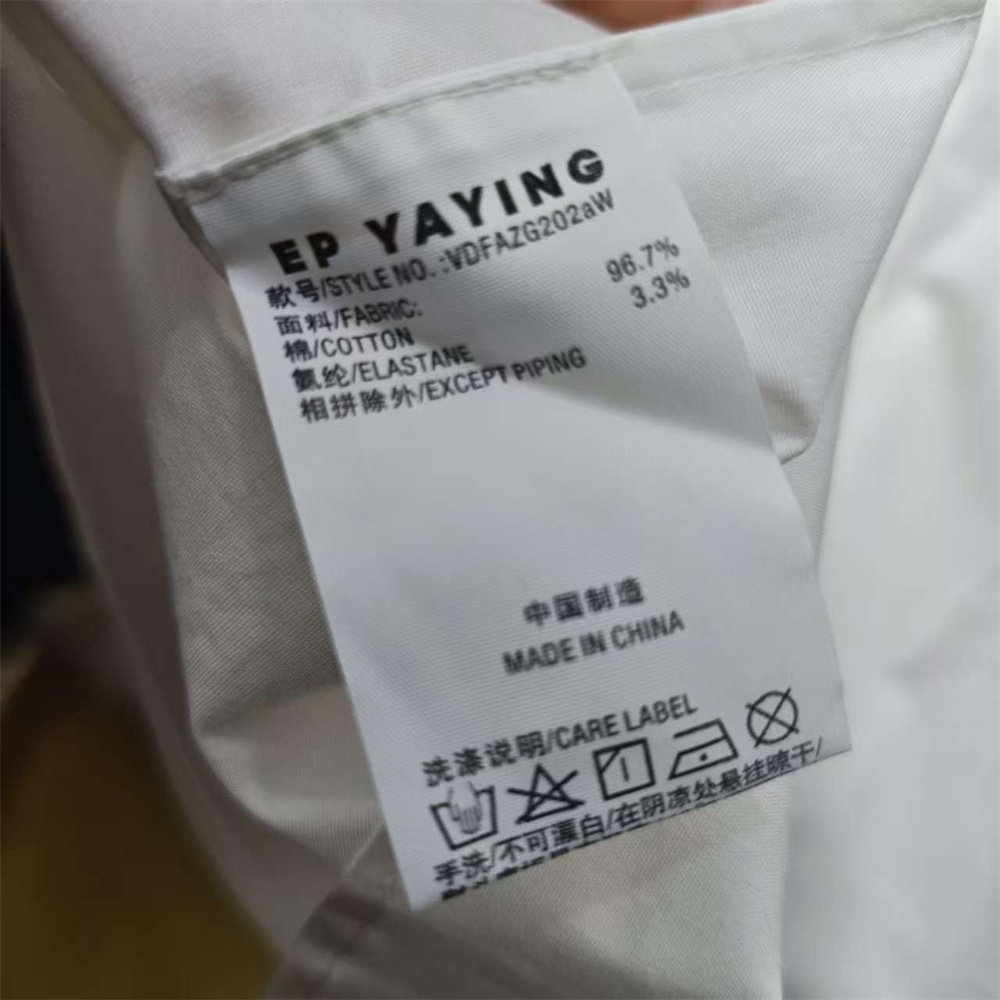 EP YAYING
款号/STYLE NO.:VDFAZG202aW
面料/FABRIC:
棉/COTTON 96.7%
氨纶/ELASTANE 3.3%
相拼除外/EXCEPT PIPING
中国制造
MADE IN CHINA
洗涤说明/CARE LABEL
手洗/不可漂白/在阴凉处悬挂晾干/